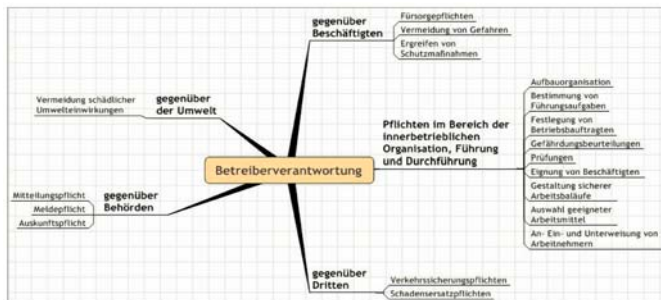 gegenüber
Beschäftigten
Fürsorgepflichten
Vermeidung von Gefahren
Ergreifen von
Schutzmaßnahmen
Vermeidung schädlicher
Umwelteinwirkungen
gegenüber
der Umwelt
Pflichten im Bereich der
innerbetrieblichen
Organisation, Führung
und Durchführung
Aufbauorganisation
Bestimmung von
Führungsaufgaben
Festlegung von
Betriebsbauftragten
Gefährdungsbeurteilungen
Prüfungen
Eignung von Beschäftigten
Gestaltung sicherer
Arbeitsbaläufe
Auswahl geeigneter
Arbeitsmittel
An- Ein- und Unterweisung von
Arbeitnehmern
Betreiberverantwortung
Mitteilungspflicht
Meldepflicht
Auskunftspflicht
gegenüber
Behörden
gegenüber
Dritten
Verkehrssicherungspflichten
Schadensersatzpflichten